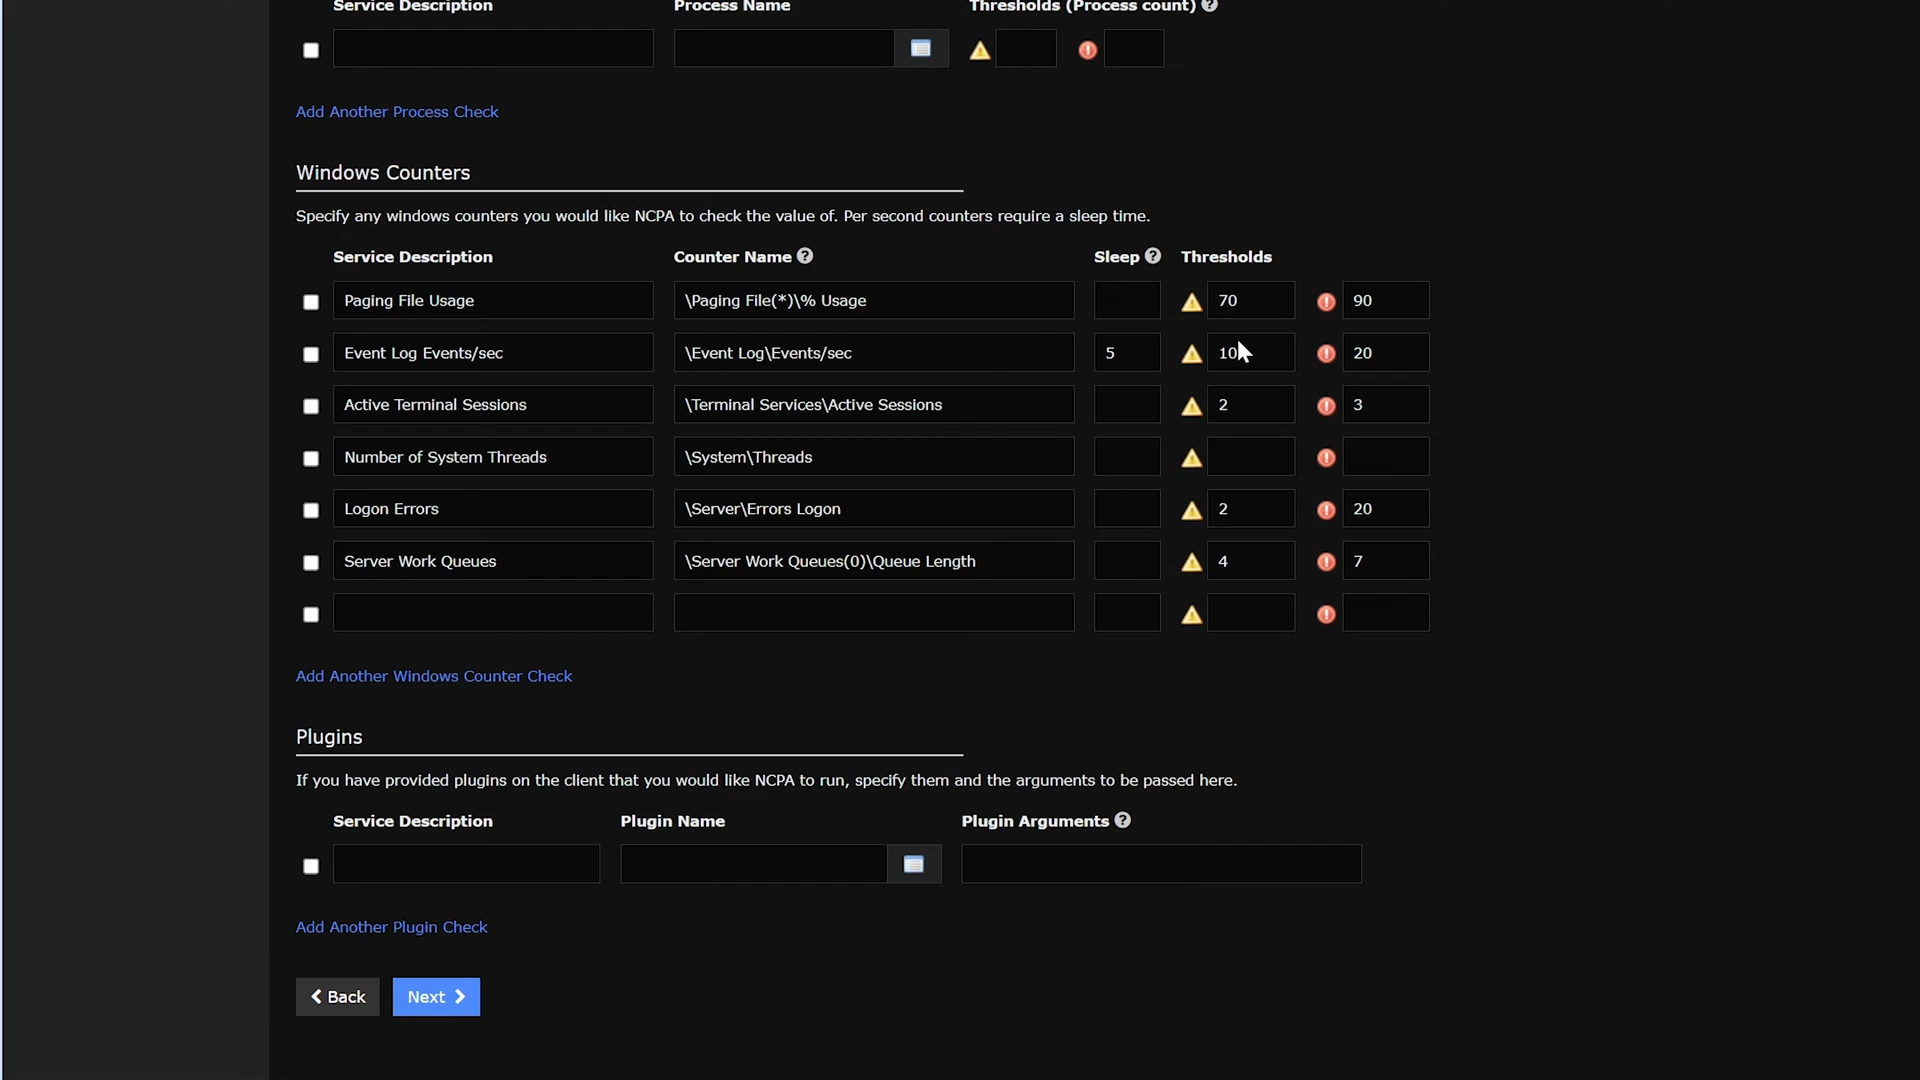 Service Description Process Name Thresholds (Process count) ?
Add Another Process Check
Windows Counters
Specify any windows counters you would like NCPA to check the value of. Per second counters require a sleep time.
Service Description Counter Name ? Sleep ? Thresholds
Paging File Usage \Paging File(*)\% Usage 70 90
Event Log Events/sec \Event Log\Events/sec 5 10 20
Active Terminal Sessions \Terminal Services\Active Sessions 2 3
Number of System Threads \System\Threads
Logon Errors \Server\Errors Logon 2 20
Server Work Queues \Server Work Queues(0)\Queue Length 4 7
Add Another Windows Counter Check
Plugins
If you have provided plugins on the client that you would like NCPA to run, specify them and the arguments to be passed here.
Service Description Plugin Name Plugin Arguments ?
Add Another Plugin Check
Back Next